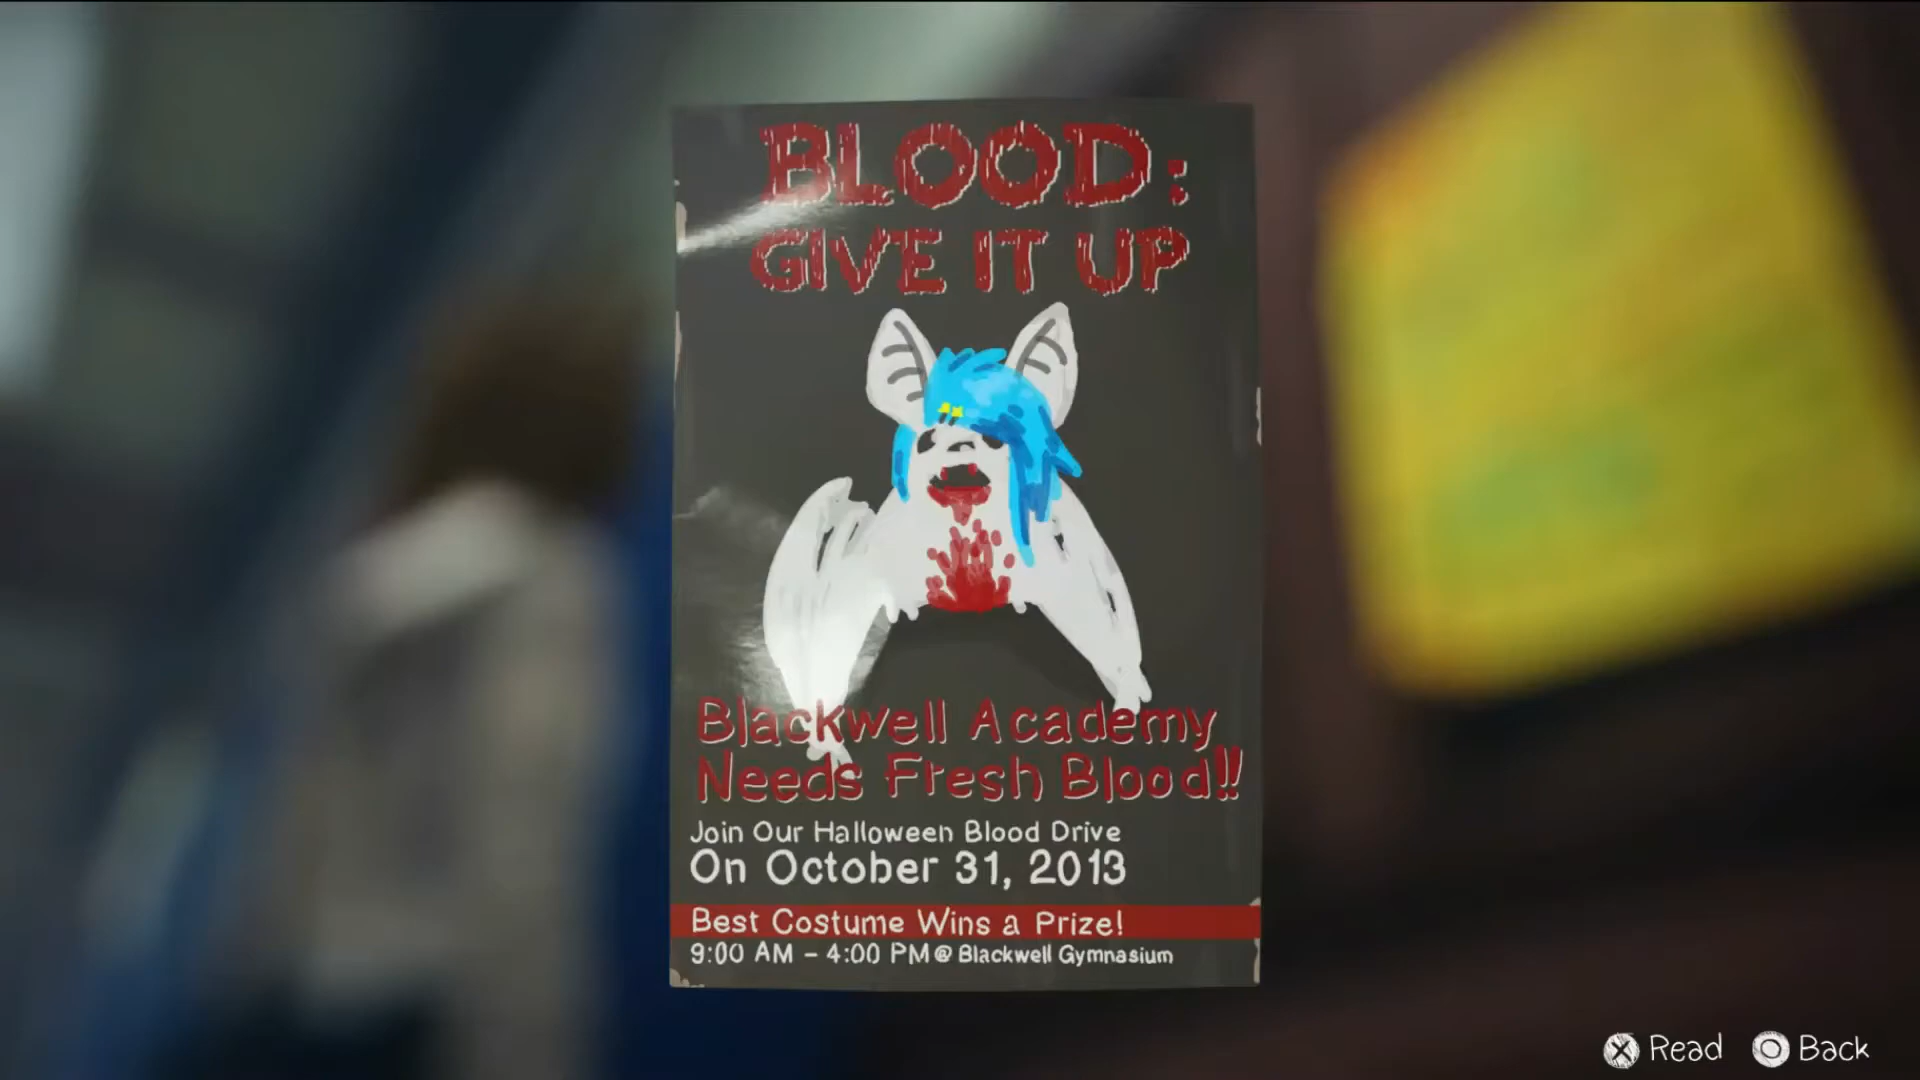 BLOOD:
GIVE IT UP
Blackwell Academy
Needs Fresh Blood!!
Join Our Halloween Blood Drive
On October 31, 2013
Best Costume Wins a Prize!
9:00 AM – 4:00 PM @ Blackwell Gymnasium
Read Back